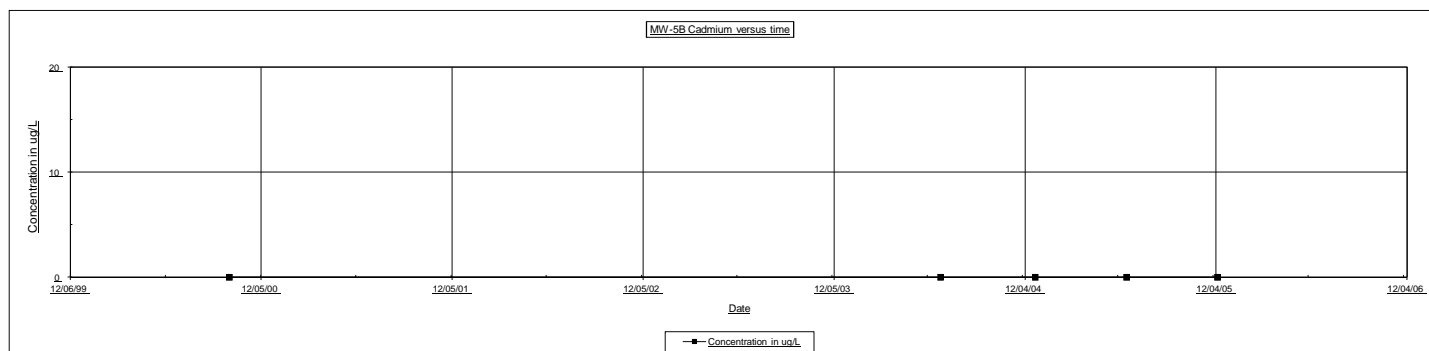 MW-5B Cadmium versus time
20
10
0
Concentration in ug/L
12/06/99 12/05/00 12/05/01 12/05/02 12/05/03 12/04/04 12/04/05 12/04/06
Date
Concentration in ug/L